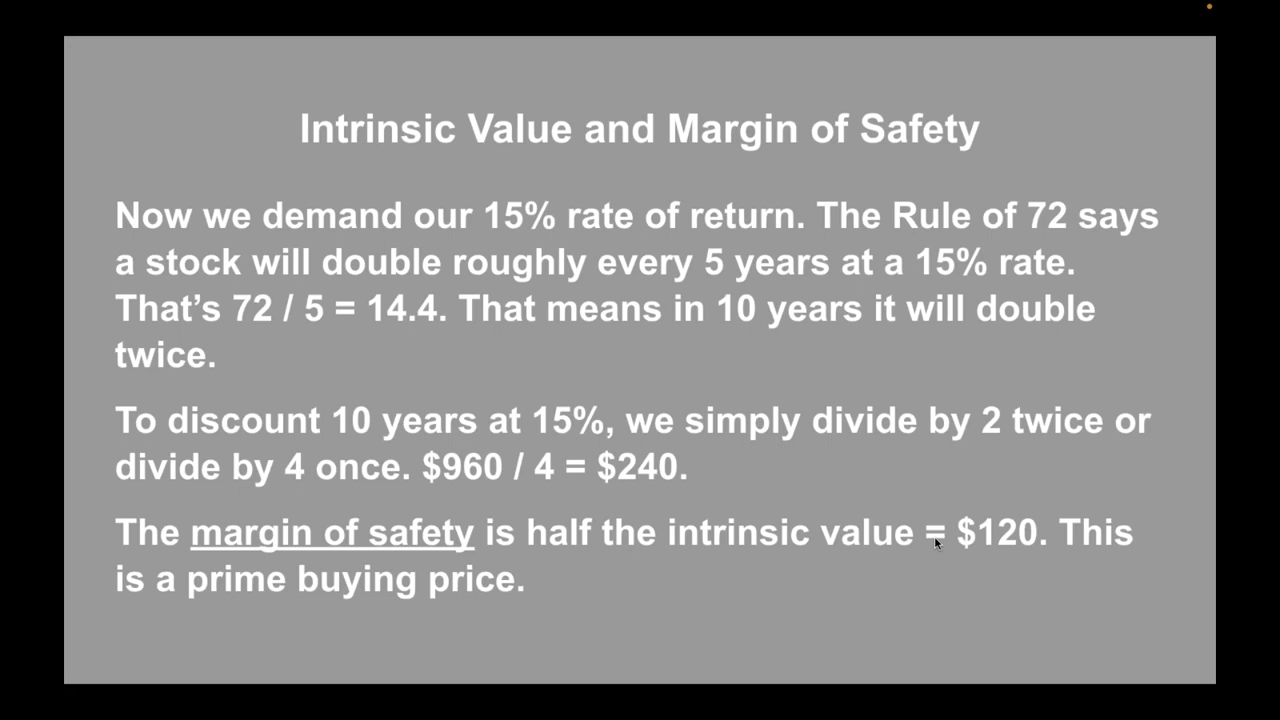 Intrinsic Value and Margin of Safety
Now we demand our 15% rate of return. The Rule of 72 says
a stock will double roughly every 5 years at a 15% rate.
That’s 72 / 5 = 14.4. That means in 10 years it will double
twice.
To discount 10 years at 15%, we simply divide by 2 twice or
divide by 4 once. $960 / 4 = $240.
The margin of safety is half the intrinsic value = $120. This
is a prime buying price.